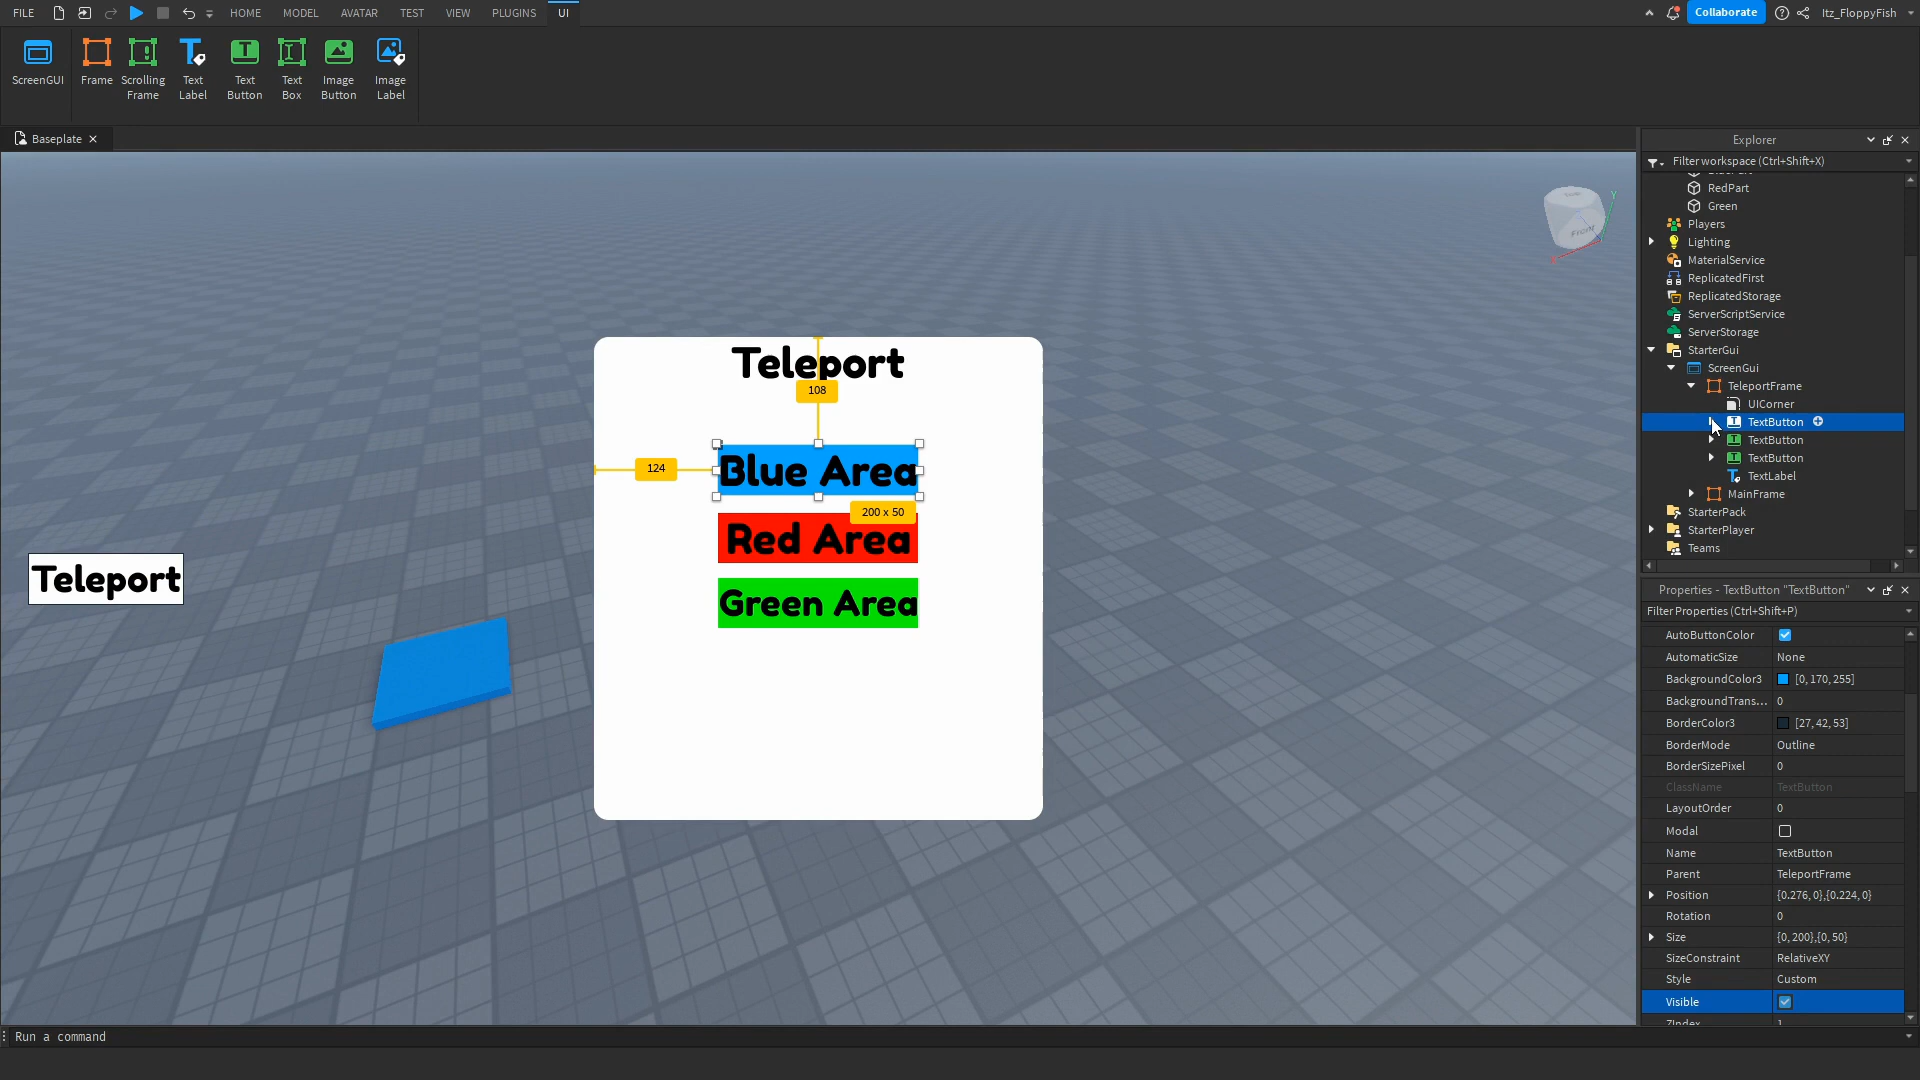 FILE
HOME
MODEL
AVATAR
TEST
VIEW
PLUGINS
UI
Collaborate
Itz_FloppyFish
ScreenGUI
Frame
Scrolling
Frame
Text
Label
Text
Button
Text
Box
Image
Button
Image
Label
Baseplate
Teleport
108
Blue Area
124
200 x 50
Red Area
Green Area
Teleport
Front
Explorer
Filter workspace (Ctrl+Shift+X)
RedPart
Green
Players
Lighting
MaterialService
ReplicatedFirst
ReplicatedStorage
ServerScriptService
ServerStorage
StarterGui
ScreenGui
TeleportFrame
UICorner
TextButton
TextButton
TextButton
TextLabel
MainFrame
StarterPack
StarterPlayer
Teams
Properties - TextButton "TextButton"
Filter Properties (Ctrl+Shift+P)
AutoButtonColor
AutomaticSize None
BackgroundColor3 [0, 170, 255]
BackgroundTrans... 0
BorderColor3 [27, 42, 53]
BorderMode Outline
BorderSizePixel 0
ClassName TextButton
LayoutOrder 0
Modal
Name TextButton
Parent TeleportFrame
Position {0.276, 0},{0.224, 0}
Rotation 0
Size {0, 200},{0, 50}
SizeConstraint RelativeXY
Style Custom
Visible
ZIndex 1
Run a command